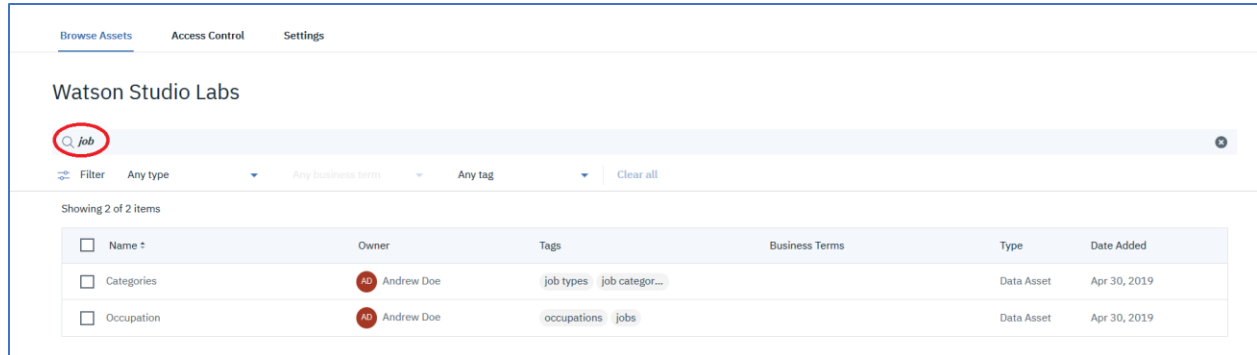 Browse Assets Access Control Settings
Watson Studio Labs
job
Filter Any type Any business term Any tag Clear all
Showing 2 of 2 items
Name Owner Tags Business Terms Type Date Added
Categories AD Andrew Doe job types job categor... Data Asset Apr 30, 2019
Occupation AD Andrew Doe occupations jobs Data Asset Apr 30, 2019